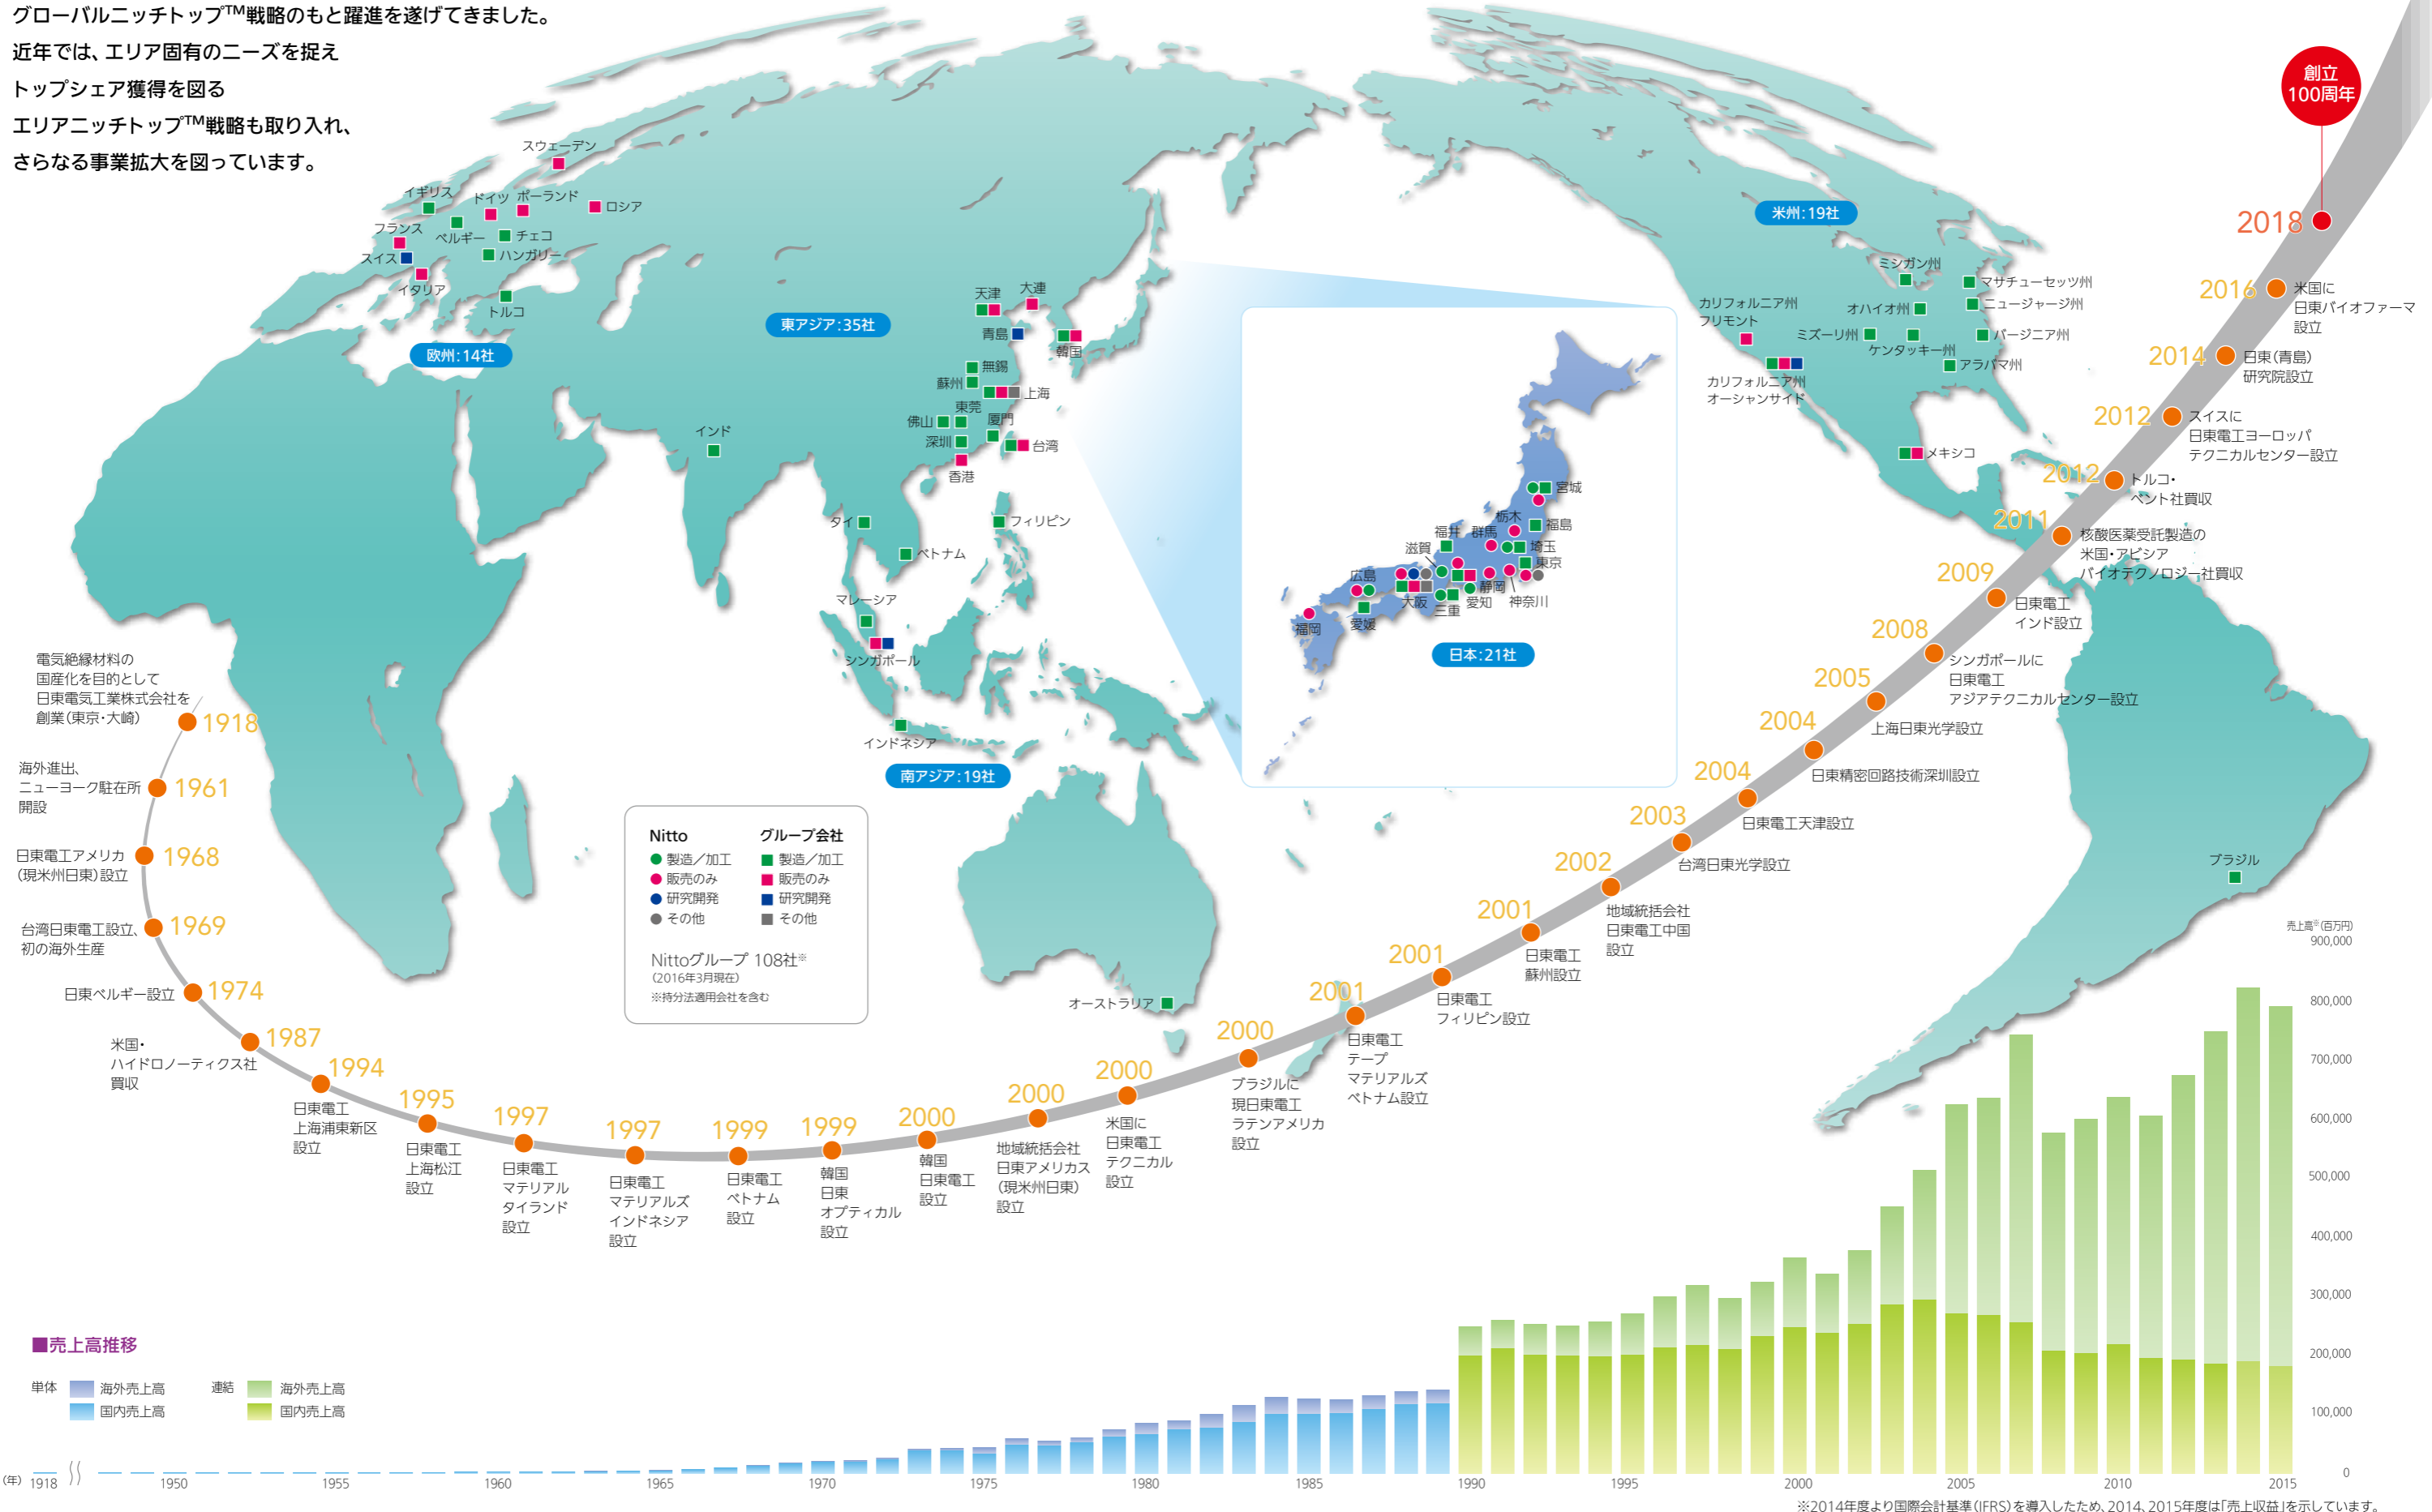 グローバルニッチトップ™戦略のもと躍進を遂げてきました。
近年では、エリア固有のニーズを捉え
トップシェア獲得を図る
エリアニッチトップ™戦略も取り入れ、
さらなる事業拡大を図っています。
スウェーデン
イギリス
ドイツ
ポーランド
ロシア
フランス
ベルギー
チェコ
スイス
ハンガリー
イタリア
トルコ
欧州:14社
東アジア:35社
天津
大連
青島
韓国
無錫
蘇州
上海
東莞
佛山
厦門
深圳
台湾
香港
インド
タイ
フィリピン
ベトナム
マレーシア
シンガポール
インドネシア
南アジア:19社
オーストラリア
宮城
栃木
福島
福井
群馬
滋賀
埼玉
東京
広島
静岡
大阪
愛知
神奈川
三重
福岡
愛媛
日本:21社
米州:19社
ミシガン州
マサチューセッツ州
カリフォルニア州
フリモント
オハイオ州
ニュージャージ州
ミズーリ州
バージニア州
ケンタッキー州
アラバマ州
カリフォルニア州
オーシャンサイド
メキシコ
ブラジル
Nitto
製造/加工
販売のみ
研究開発
その他
グループ会社
製造/加工
販売のみ
研究開発
その他
Nittoグループ 108社※
(2016年3月現在)
※持分法適用会社を含む
電気絶縁材料の
国産化を目的として
日東電気工業株式会社を
創業(東京・大崎)
1918
海外進出、
ニューヨーク駐在所
開設
1961
日東電工アメリカ
(現米州日東)設立
1968
台湾日東電工設立、
初の海外生産
1969
日東ベルギー設立
1974
米国・
ハイドロノーティクス社
買収
1987
1994
日東電工
上海浦東新区
設立
1995
日東電工
上海松江
設立
1997
日東電工
マテリアル
タイランド
設立
1997
日東電工
マテリアルズ
インドネシア
設立
1999
日東電工
ベトナム
設立
1999
韓国
日東
オプティカル
設立
2000
韓国
日東電工
設立
2000
地域統括会社
日東アメリカス
(現米州日東)
設立
2000
米国に
日東電工
テクニカル
設立
2000
ブラジルに
現日東電工
ラテンアメリカ
設立
2001
日東電工
テープ
マテリアルズ
ベトナム設立
2001
日東電工
フィリピン設立
2001
日東電工
蘇州設立
2002
地域統括会社
日東電工中国
設立
2003
台湾日東光学設立
2004
日東電工天津設立
2004
日東精密回路技術深圳設立
2005
上海日東光学設立
2008
シンガポールに
日東電工
アジアテクニカルセンター設立
2009
日東電工
インド設立
2011
核酸医薬受託製造の
米国・アビシア
バイオテクノロジー社買収
2012
トルコ・
ベント社買収
2012
スイスに
日東電工ヨーロッパ
テクニカルセンター設立
2014
日東(青島)
研究院設立
2016
米国に
日東バイオファーマ
設立
2018
創立
100周年
■売上高推移
単体
海外売上高
国内売上高
連結
海外売上高
国内売上高
売上高※(百万円)
900,000
800,000
700,000
600,000
500,000
400,000
300,000
200,000
100,000
0
(年) 1918 1950 1955 1960 1965 1970 1975 1980 1985 1990 1995 2000 2005 2010 2015
※2014年度より国際会計基準(IFRS)を導入したため、2014、2015年度は「売上収益」を示しています。